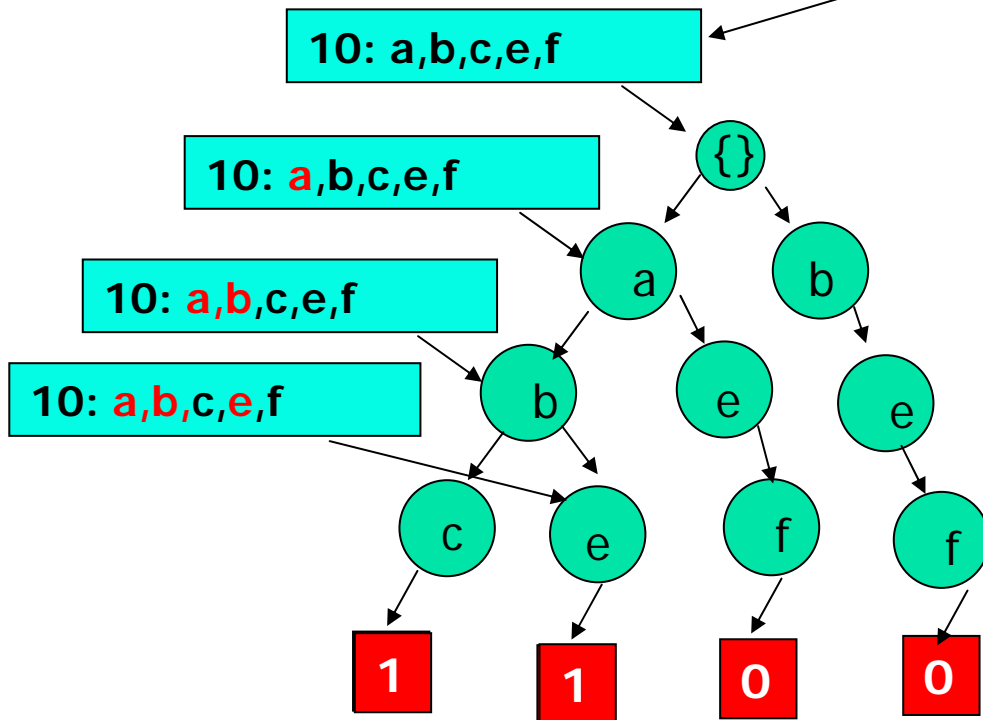 10: a,b,c,e,f
{}
10: a,b,c,e,f
a
b
10: a,b,c,e,f
b
e
e
10: a,b,c,e,f
c
e
f
f
1
1
0
0